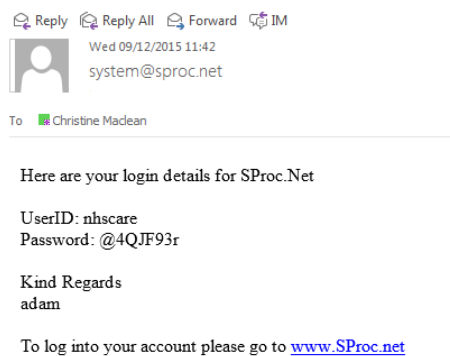 Reply Reply All Forward IM
Wed 09/12/2015 11:42
system@sproc.net
To Christine Maclean
Here are your login details for SProc.Net
UserID: nhscare
Password: @4QJF93r
Kind Regards
adam
To log into your account please go to www.SProc.net